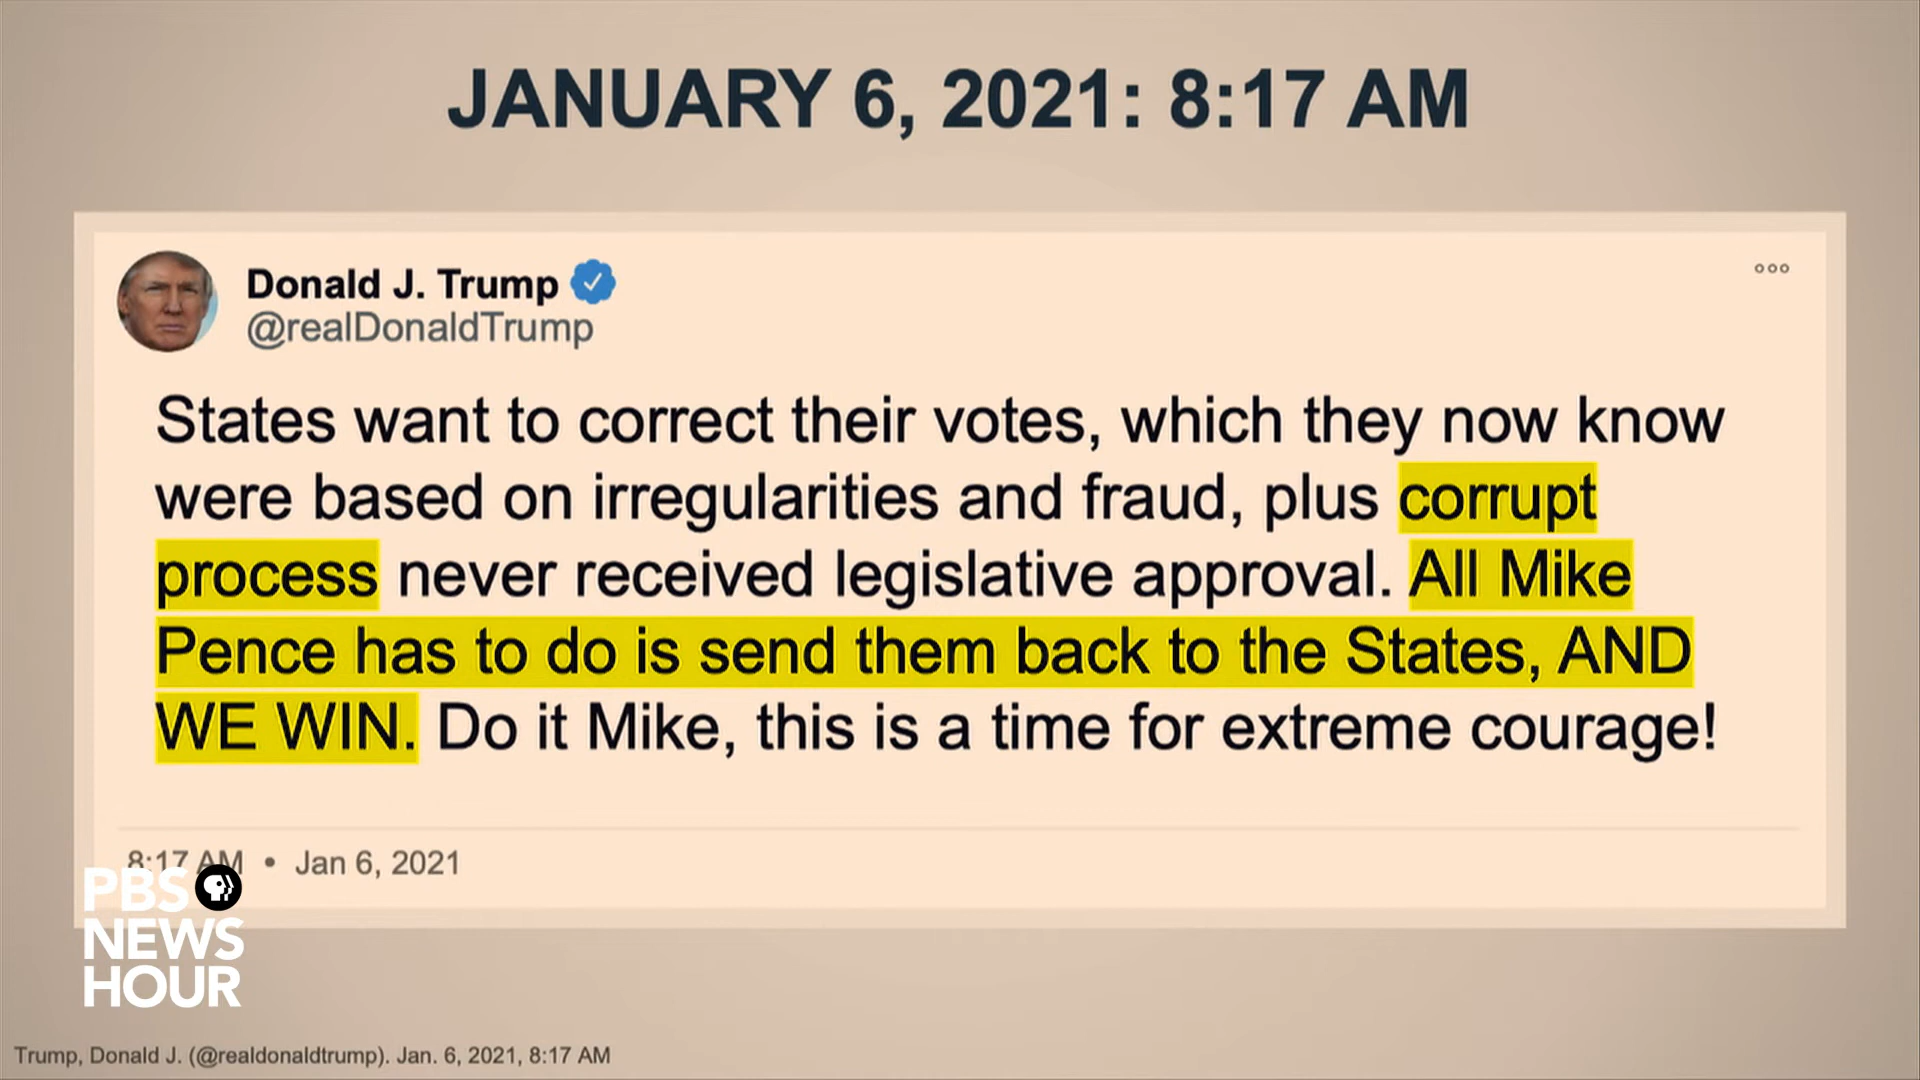 JANUARY 6, 2021: 8:17 AM
Donald J. Trump
@realDonaldTrump
States want to correct their votes, which they now know
were based on irregularities and fraud, plus corrupt
process never received legislative approval. All Mike
Pence has to do is send them back to the States, AND
WE WIN. Do it Mike, this is a time for extreme courage!
8:17 AM • Jan 6, 2021
PBS
NEWS
HOUR
Trump, Donald J. (@realdonaldtrump). Jan. 6, 2021, 8:17 AM